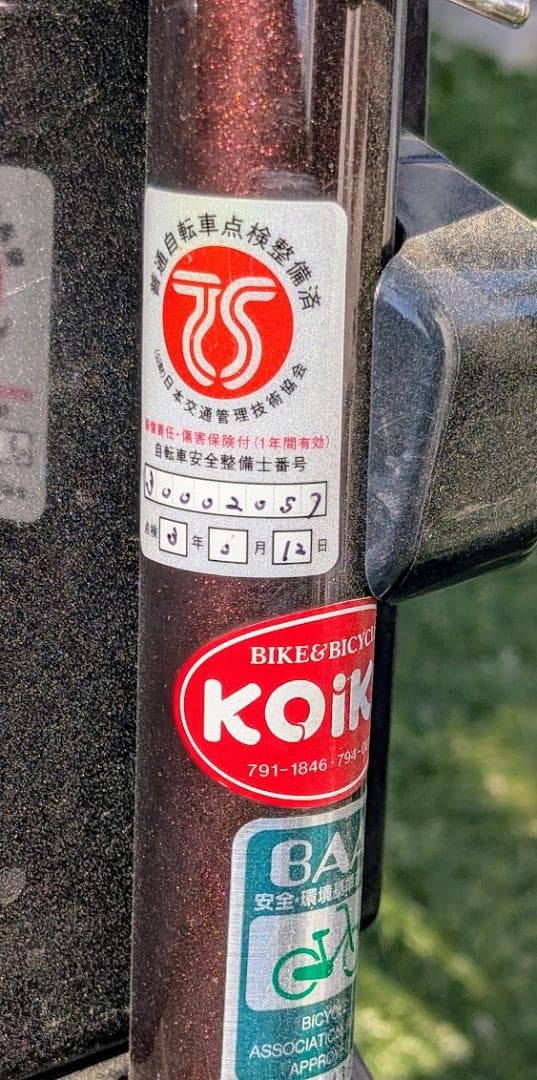 普通自転車点検整備済
TS
(公財)日本交通管理技術協会
賠償責任・傷害保険付(1年間有効)
自転車安全整備士番号
点検 3 年 月 12 日
BIKE&BICYC
KOiK
791-1846・794-
BAA
安全・環境
BICYC
ASSOCIATION
APPRO